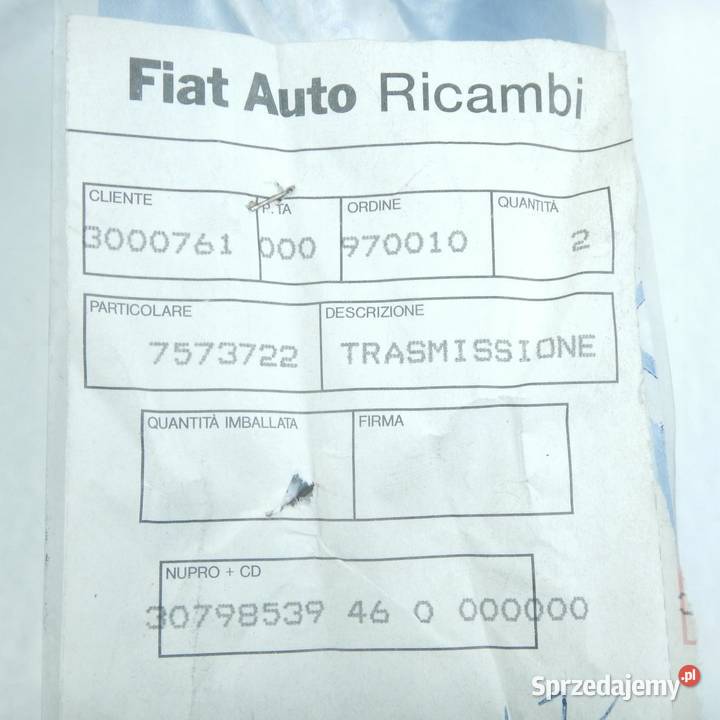 Fiat Auto Ricambi
CLIENTE P.TA ORDINE QUANTITÀ
3000761 000 970010 2
PARTICOLARE DESCRIZIONE
7573722 TRASMISSIONE
QUANTITÀ IMBALLATA FIRMA
NUPRO + CD
30798539 46 0 000000
Sprzedajemy.pl